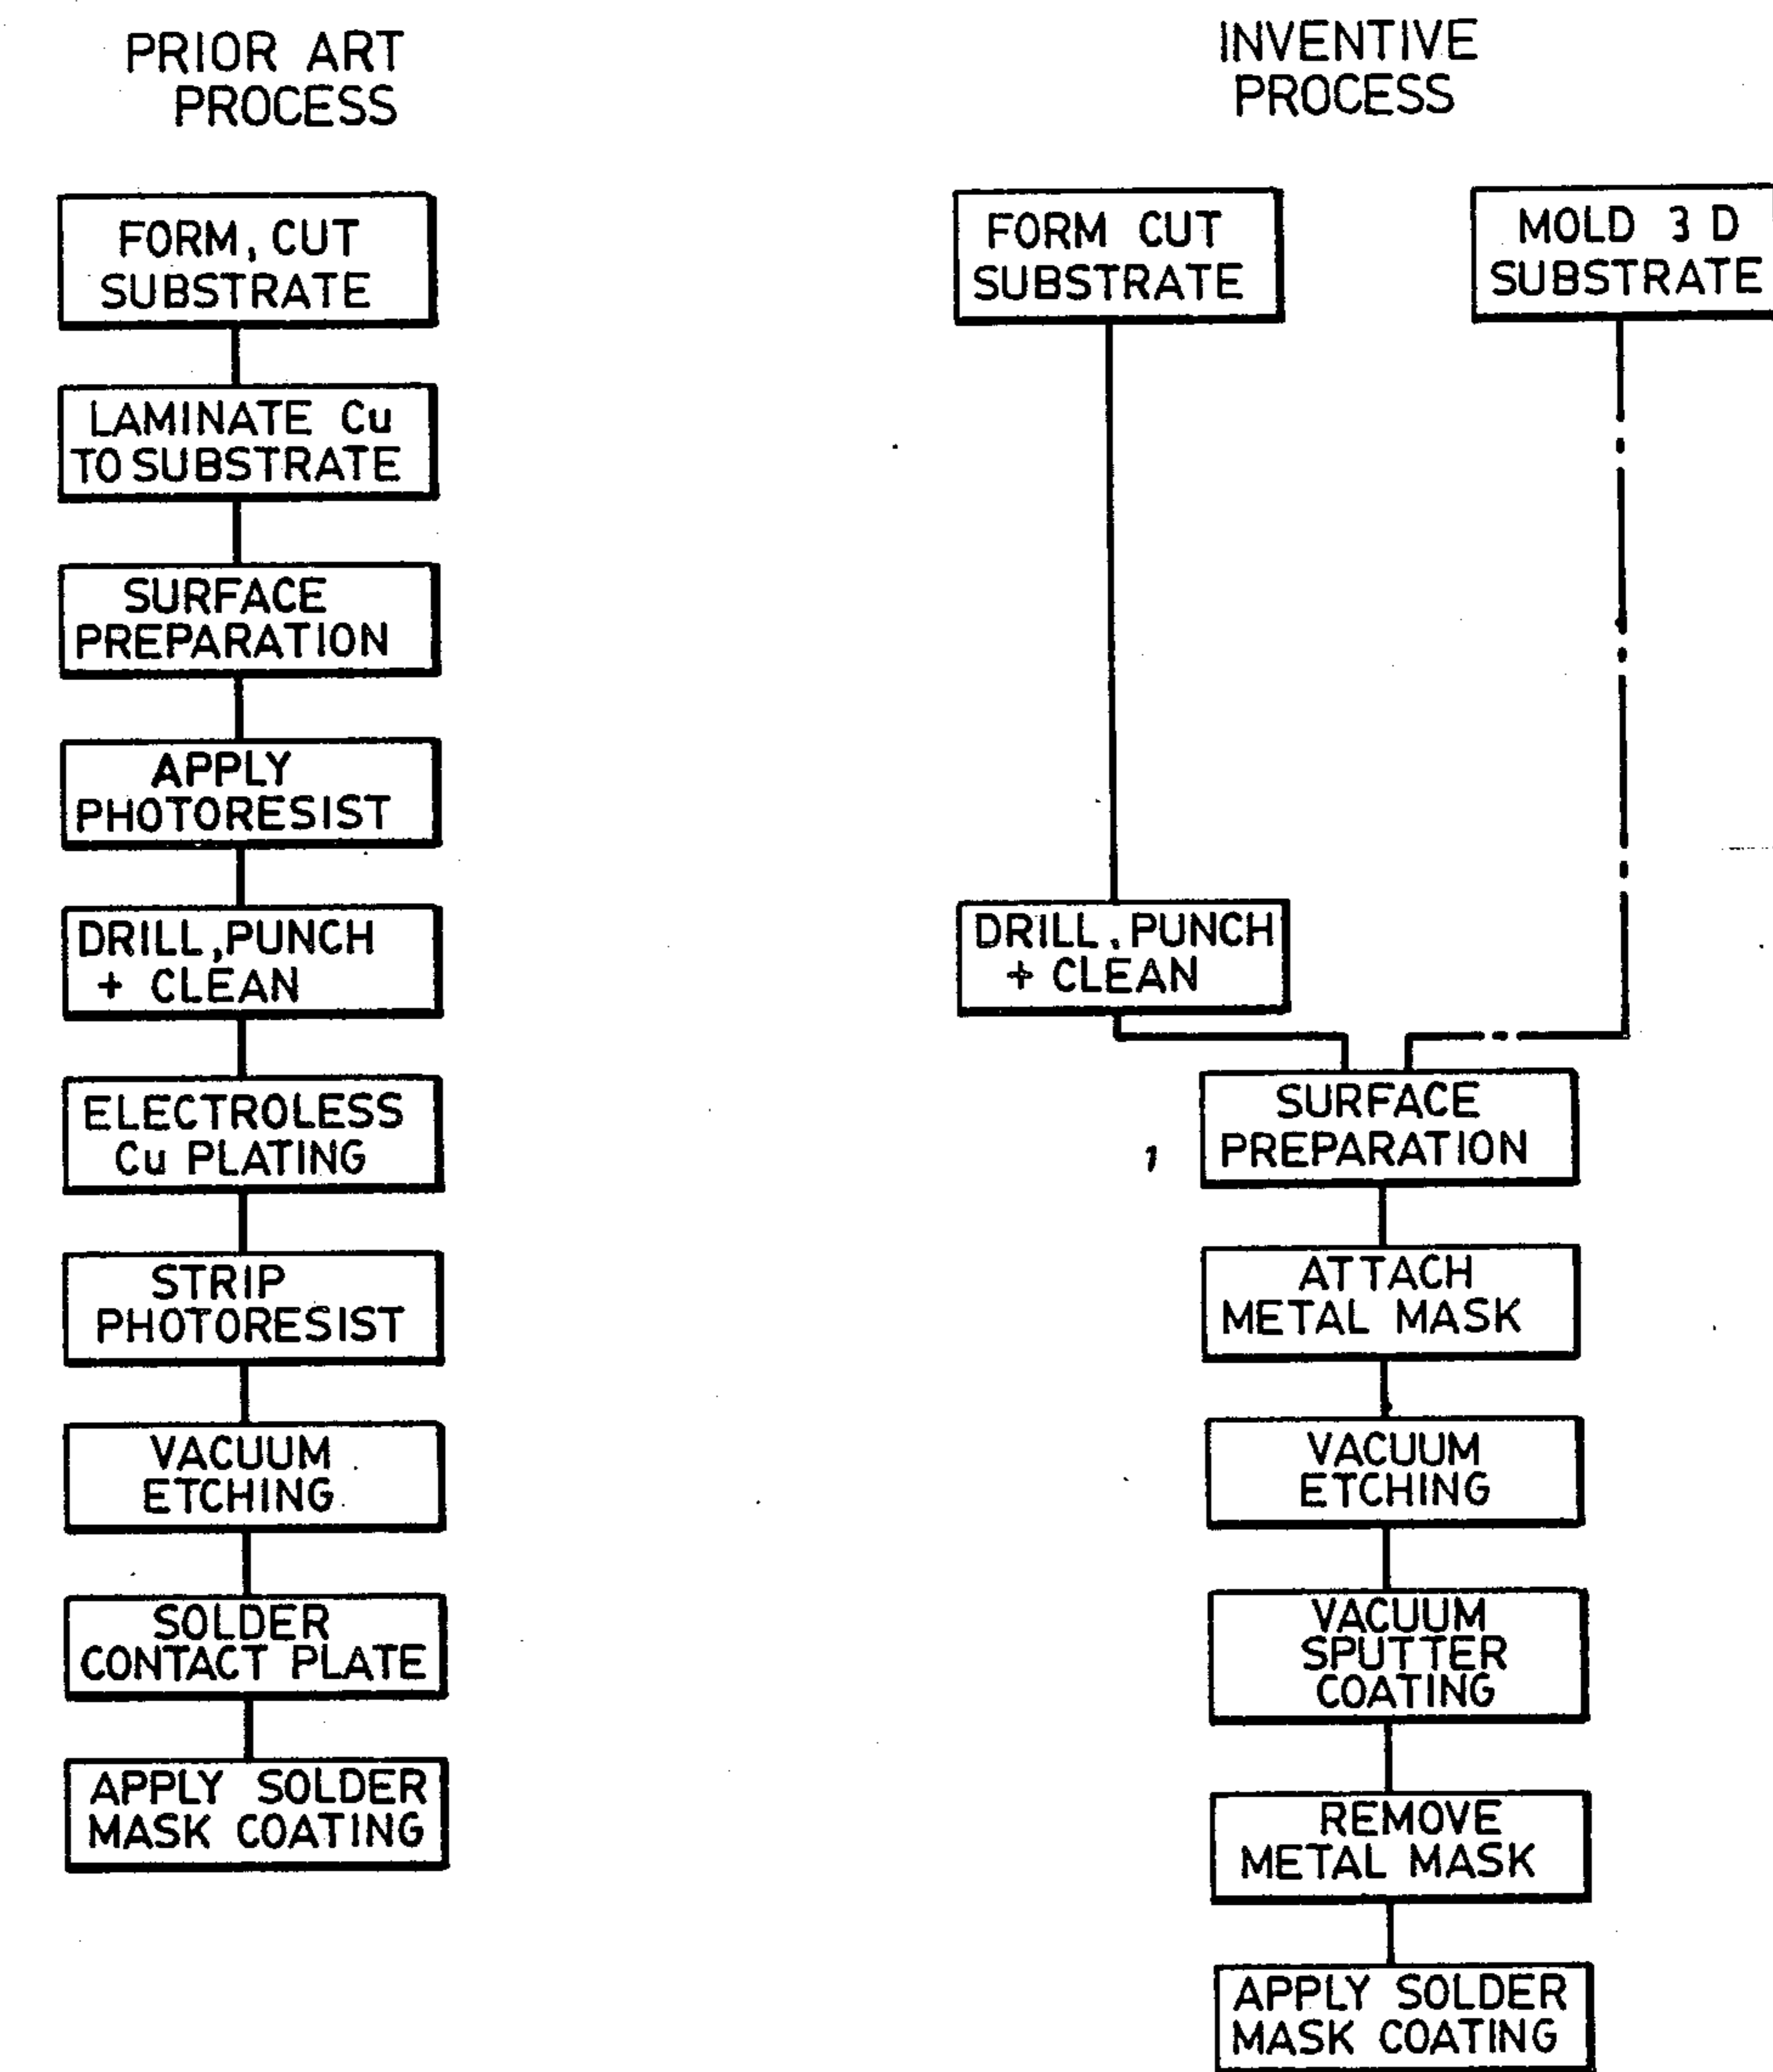 PRIOR ART
PROCESS
FORM, CUT
SUBSTRATE
LAMINATE Cu
TO SUBSTRATE
SURFACE
PREPARATION
APPLY
PHOTORESIST
DRILL, PUNCH
+ CLEAN
ELECTROLESS
Cu PLATING
STRIP
PHOTORESIST
VACUUM
ETCHING
SOLDER
CONTACT PLATE
APPLY SOLDER
MASK COATING
INVENTIVE
PROCESS
FORM CUT
SUBSTRATE
MOLD 3 D
SUBSTRATE
DRILL, PUNCH
+ CLEAN
SURFACE
PREPARATION
ATTACH
METAL MASK
VACUUM
ETCHING
VACUUM
SPUTTER
COATING
REMOVE
METAL MASK
APPLY SOLDER
MASK COATING